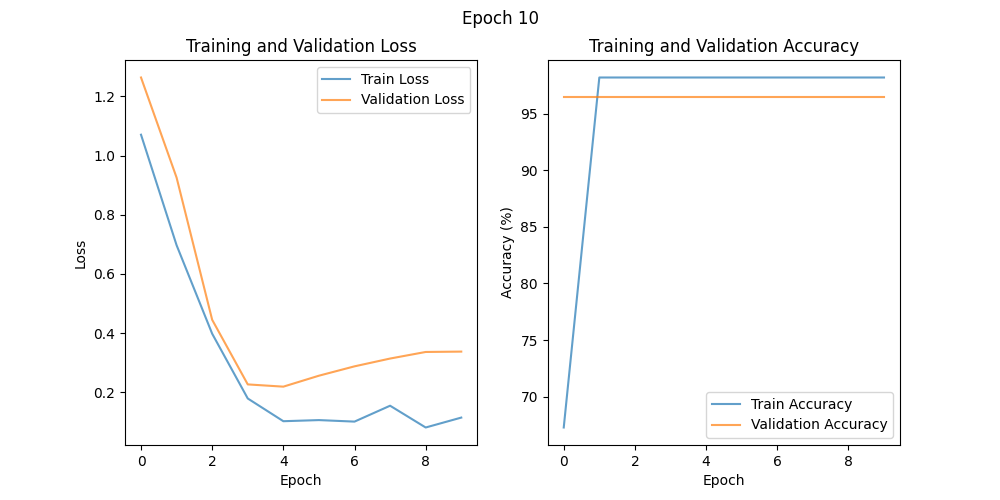 Epoch 10
Training and Validation Loss
Train Loss
Validation Loss
1.2
1.0
0.8
0.6
0.4
0.2
Loss
0 2 4 6 8
Epoch
Training and Validation Accuracy
95
90
85
80
75
70
Accuracy (%)
Train Accuracy
Validation Accuracy
0 2 4 6 8
Epoch